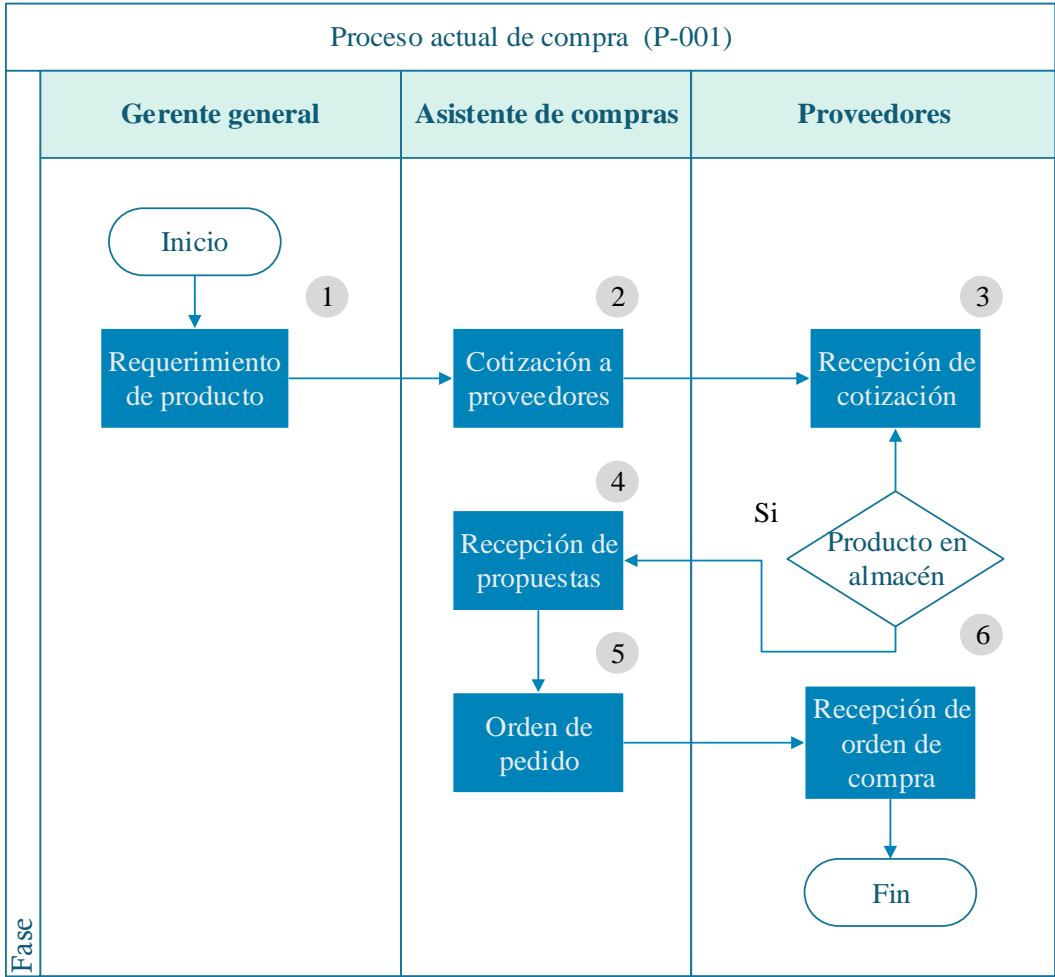 Proceso actual de compra (P-001)
Gerente general
Asistente de compras
Proveedores
Inicio
1
2
3
Requerimiento
de producto
Cotización a
proveedores
Recepción de
cotización
4
Si
Recepción de
propuestas
Producto en
almacén
5
6
Orden de
pedido
Recepción de
orden de
compra
Fin
Fase